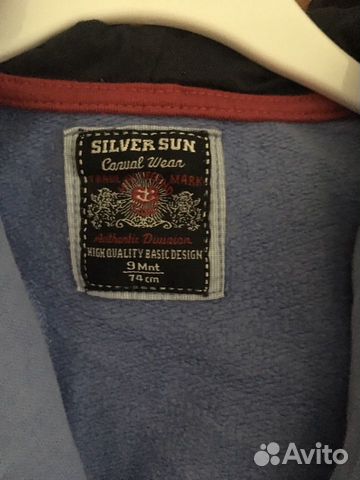 SILVER SUN
Casual Wear
TRADE MARK
Authentic Division
HIGH QUALITY BASIC DESIGN
9 Mnt
74 cm
Avito